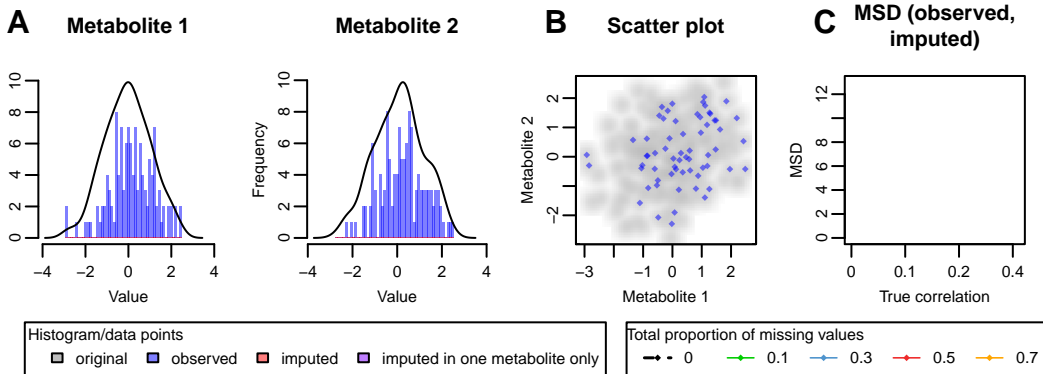 A Metabolite 1 Metabolite 2 B Scatter plot C MSD (observed,
imputed)
Frequency
0 2 4 6 8 10
−4 −2 0 2 4
Value
0 2 4 6 8 10
−4 −2 0 2 4
Value
Metabolite 2
−2 0 1 2
−3 −1 0 1 2
Metabolite 1
MSD
0 2 4 6 8 12
0 0.1 0.2 0.4
True correlation
Histogram/data points
original observed imputed imputed in one metabolite only
Total proportion of missing values
0 0.1 0.3 0.5 0.7